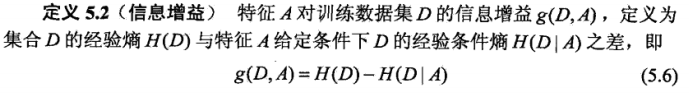 定义 5.2（信息增益） 特征 A 对训练数据集 D 的信息增益 g(D, A)，定义为
集合 D 的经验熵 H(D) 与特征 A 给定条件下 D 的经验条件熵 H(D | A) 之差，即
g(D, A) = H(D) − H(D | A) (5.6)